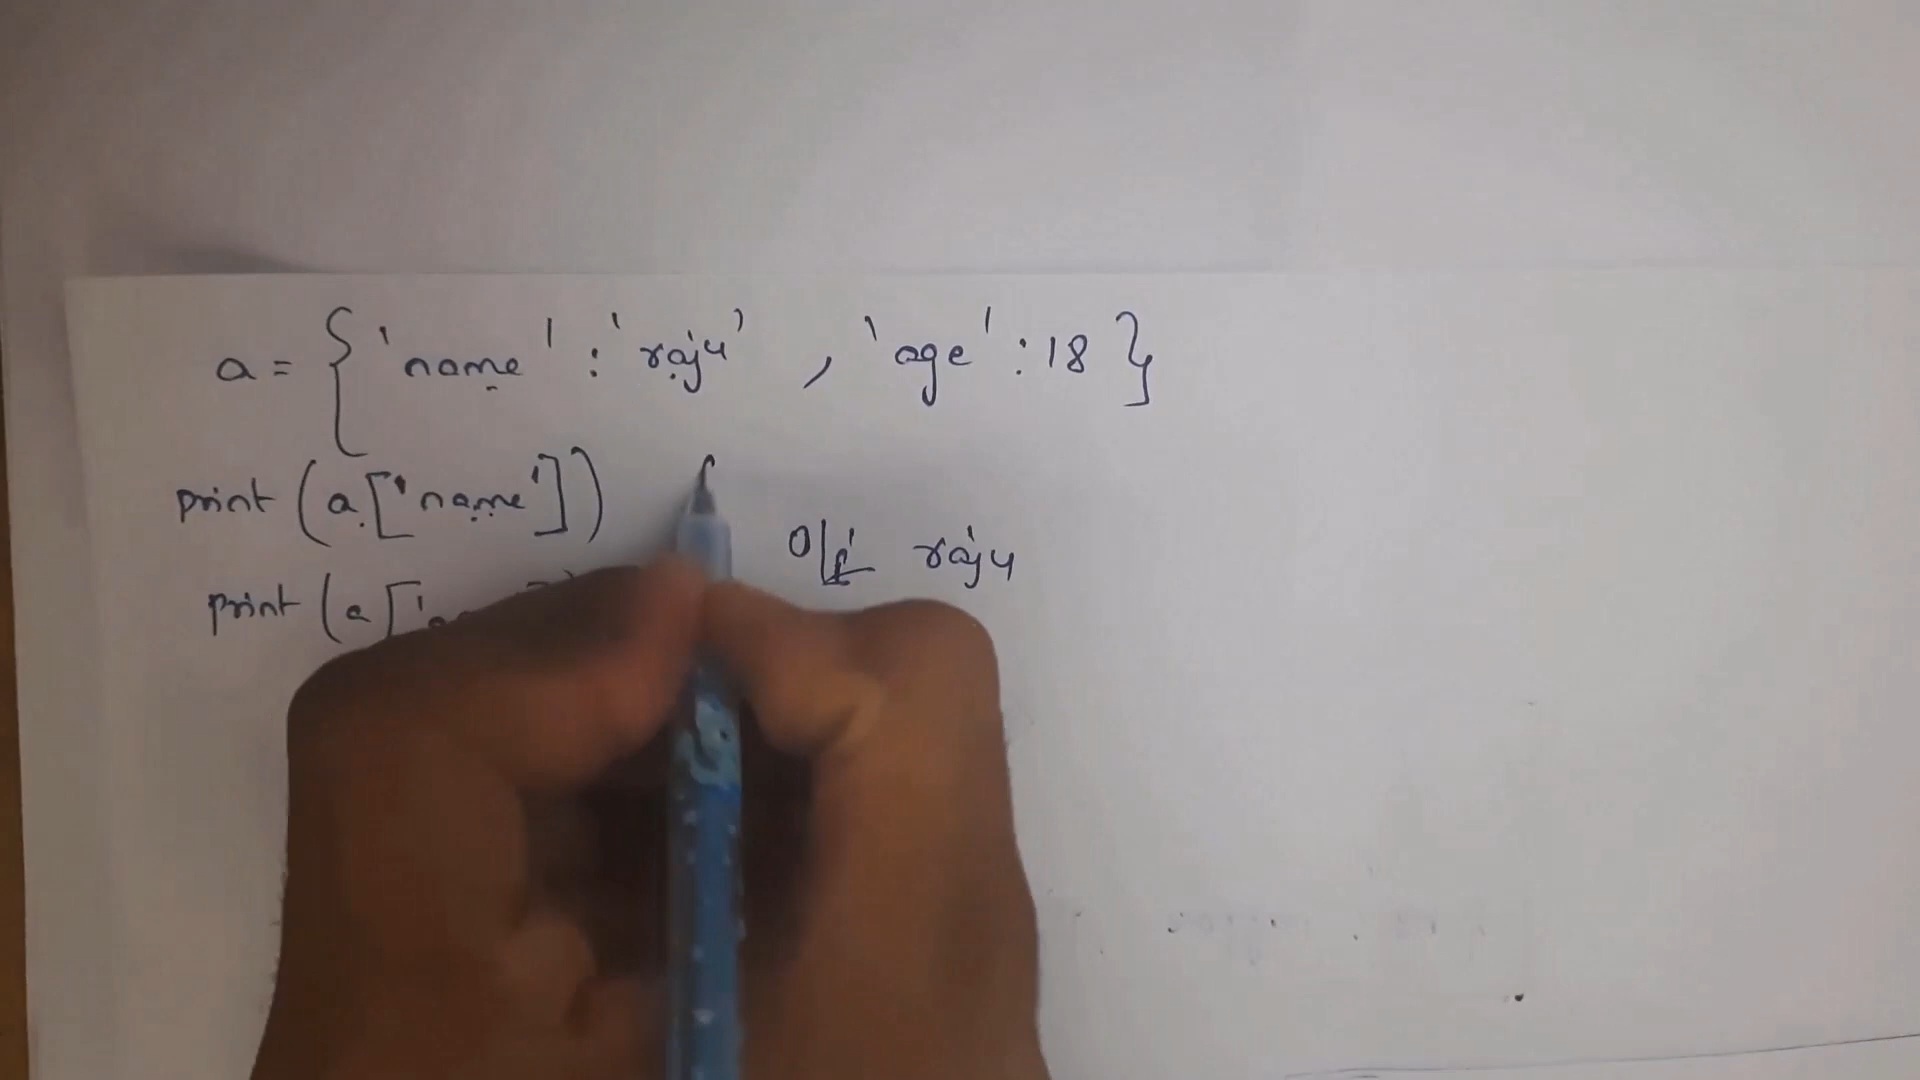 a = { 'name' : 'raju' , 'age' : 18 }
print (a['name'])
O/P raju
print (a['